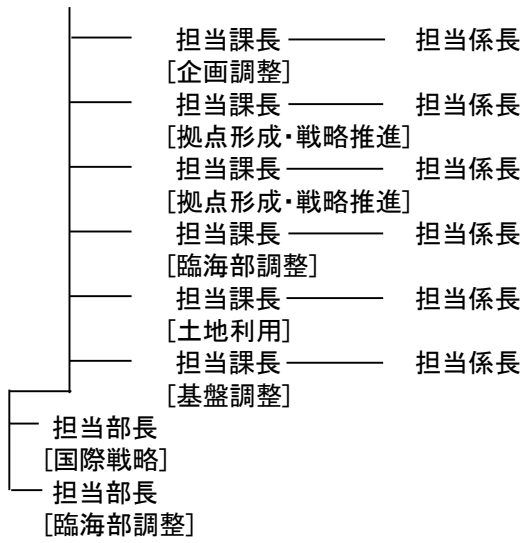 担当課長 担当係長
[企画調整]
担当課長 担当係長
[拠点形成・戦略推進]
担当課長 担当係長
[拠点形成・戦略推進]
担当課長 担当係長
[臨海部調整]
担当課長 担当係長
[土地利用]
担当課長 担当係長
[基盤調整]
担当部長
[国際戦略]
担当部長
[臨海部調整]